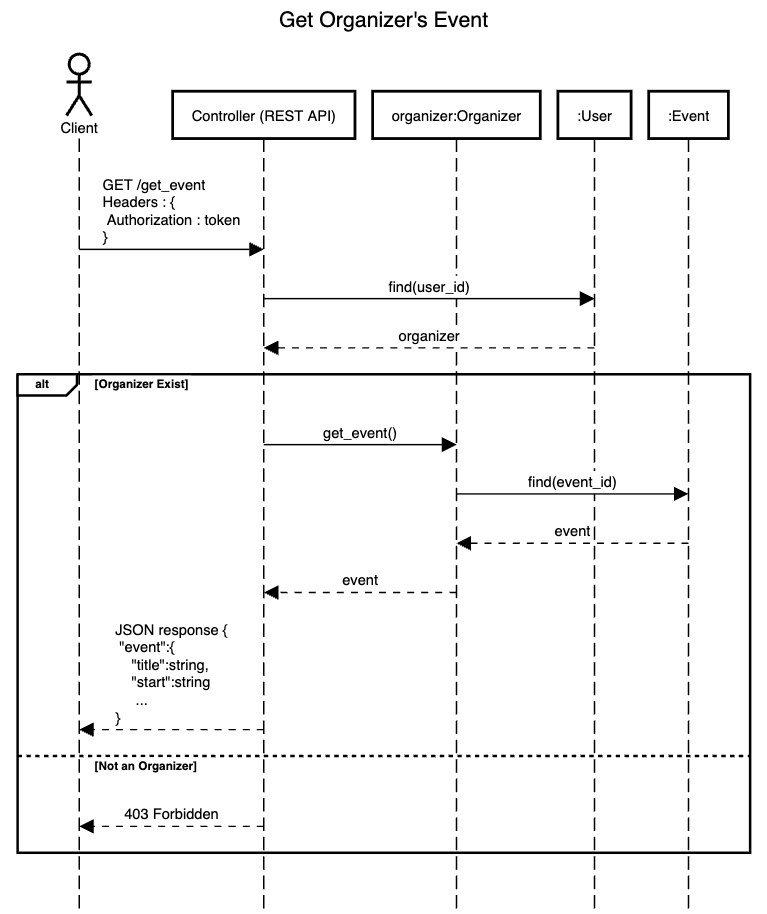 Get Organizer's Event
Client
Controller (REST API)
organizer:Organizer
:User
:Event
GET /get_event
Headers : {
Authorization : token
}
find(user_id)
organizer
alt
[Organizer Exist]
get_event()
find(event_id)
event
event
JSON response {
"event":{
"title":string,
"start":string
...
}
[Not an Organizer]
403 Forbidden